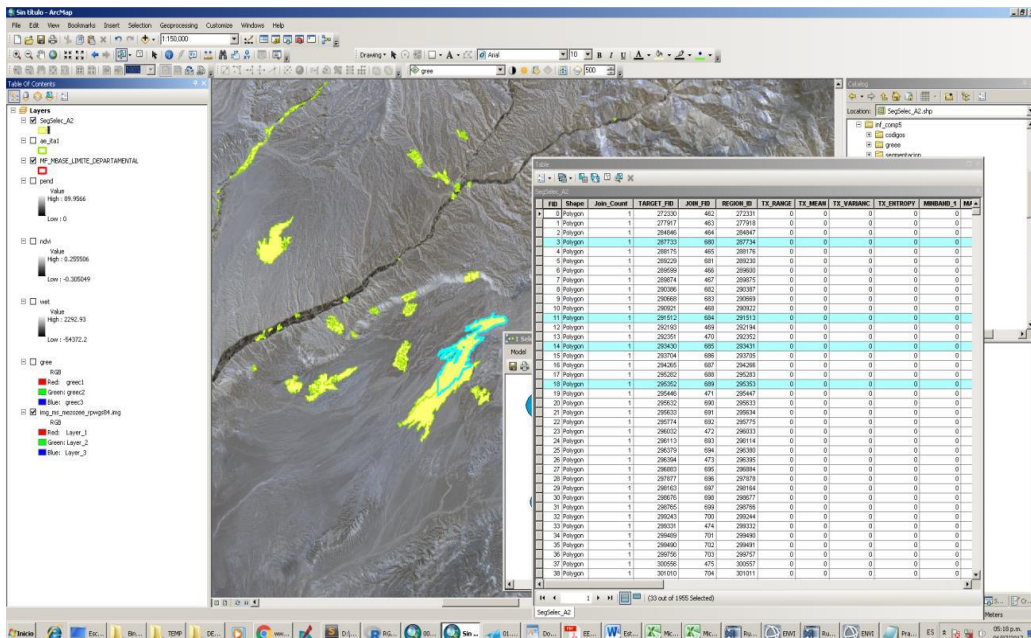 Sin título - ArcMap
File Edit View Bookmarks Insert Selection Geoprocessing Customize Windows Help
1:150,000
Drawing Arial 10 B I U A
gree 500
Table Of Contents
Layers
SegSelec_A2
ae_ita1
MF_MBASE_LIMITE_DEPARTAMENTAL
pend
Value
High : 89.9566
Low : 0
ndvi
Value
High : 0.255506
Low : -0.305049
wet
Value
High : 2292.93
Low : -54372.2
gree
RGB
Red: greec1
Green: greec2
Blue: greec3
img_ms_mezozee_rpwgs84.img
RGB
Red: Layer_1
Green: Layer_2
Blue: Layer_3
Catalog
Location: SegSelec_A2.shp
inf_comp5
codigos
greee
segmentacion
Model
Table
SegSelec_A2
FID Shape Join_Count TARGET_FID JOIN_FID REGION_ID TX_RANGE TX_MEAN TX_VARIANC TX_ENTROPY MINBAND_1
0 Polygon 1 272330 462 272331 0 0 0 0 0
1 Polygon 1 277917 463 277918 0 0 0 0 0
2 Polygon 1 284846 464 284847 0 0 0 0 0
3 Polygon 1 287733 680 287734 0 0 0 0 0
4 Polygon 1 288175 465 288176 0 0 0 0 0
5 Polygon 1 289229 681 289230 0 0 0 0 0
6 Polygon 1 289599 466 289600 0 0 0 0 0
7 Polygon 1 289874 467 289875 0 0 0 0 0
8 Polygon 1 290386 682 290387 0 0 0 0 0
9 Polygon 1 290668 683 290669 0 0 0 0 0
10 Polygon 1 290921 468 290922 0 0 0 0 0
11 Polygon 1 291512 684 291513 0 0 0 0 0
12 Polygon 1 292193 469 292194 0 0 0 0 0
13 Polygon 1 292351 470 292352 0 0 0 0 0
14 Polygon 1 293430 685 293431 0 0 0 0 0
15 Polygon 1 293704 686 293705 0 0 0 0 0
16 Polygon 1 294265 687 294266 0 0 0 0 0
17 Polygon 1 295282 688 295283 0 0 0 0 0
18 Polygon 1 295352 689 295353 0 0 0 0 0
19 Polygon 1 295446 471 295447 0 0 0 0 0
20 Polygon 1 295632 690 295633 0 0 0 0 0
21 Polygon 1 295633 691 295634 0 0 0 0 0
22 Polygon 1 295774 692 295775 0 0 0 0 0
23 Polygon 1 296032 472 296033 0 0 0 0 0
24 Polygon 1 296113 693 296114 0 0 0 0 0
25 Polygon 1 296379 694 296380 0 0 0 0 0
26 Polygon 1 296394 473 296395 0 0 0 0 0
27 Polygon 1 296883 695 296884 0 0 0 0 0
28 Polygon 1 297877 696 297878 0 0 0 0 0
29 Polygon 1 298163 697 298164 0 0 0 0 0
30 Polygon 1 298676 698 298677 0 0 0 0 0
31 Polygon 1 298765 699 298766 0 0 0 0 0
32 Polygon 1 299243 700 299244 0 0 0 0 0
33 Polygon 1 299331 474 299332 0 0 0 0 0
34 Polygon 1 299489 701 299490 0 0 0 0 0
35 Polygon 1 299490 702 299491 0 0 0 0 0
36 Polygon 1 299756 703 299757 0 0 0 0 0
37 Polygon 1 300556 475 300557 0 0 0 0 0
38 Polygon 1 301010 704 301011 0 0 0 0 0
1 (33 out of 1955 Selected)
SegSelec_A2
Meters
Inicio Esc... Bin... TEMP DE... ww... D:/... RG... 00... Sin ... 01... Do... EE... Est... Mc... Mc... Ru... ENVI Ru... ENVI Pra... ES 05:10 p.m.